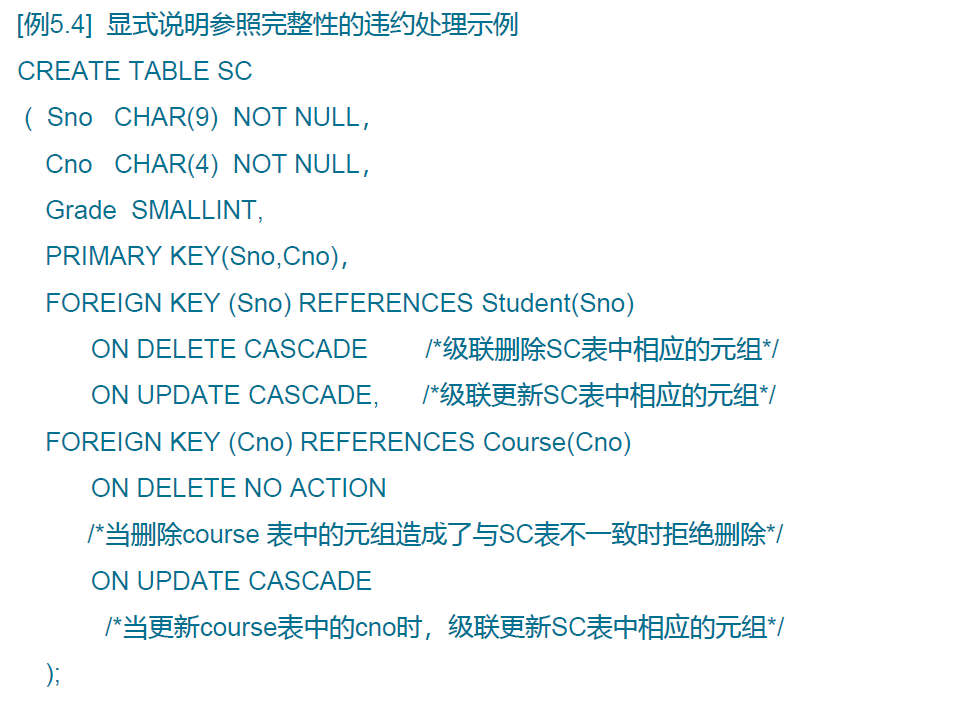 [例5.4]  显式说明参照完整性的违约处理示例
CREATE TABLE SC
(  Sno   CHAR(9)  NOT NULL，
Cno   CHAR(4)  NOT NULL，
Grade  SMALLINT,
PRIMARY KEY(Sno,Cno)，
FOREIGN KEY (Sno) REFERENCES Student(Sno)
ON DELETE CASCADE        /*级联删除SC表中相应的元组*/
ON UPDATE CASCADE,      /*级联更新SC表中相应的元组*/
FOREIGN KEY (Cno) REFERENCES Course(Cno)
ON DELETE NO ACTION
/*当删除course 表中的元组造成了与SC表不一致时拒绝删除*/
ON UPDATE CASCADE
/*当更新course表中的cno时，级联更新SC表中相应的元组*/
);